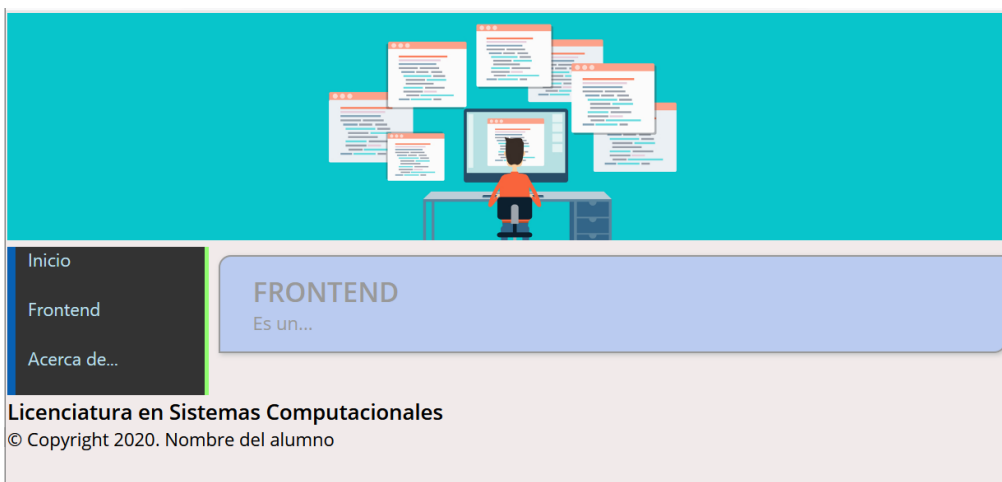 Inicio
Frontend
Acerca de...
FRONTEND
Es un...
Licenciatura en Sistemas Computacionales
© Copyright 2020. Nombre del alumno